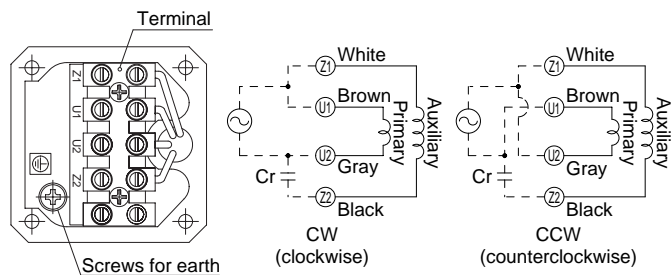 Terminal
Z1
U1
U2
Z2
Screws for earth
Z1
White
U1
Brown
Primary
Auxiliary
U2
Gray
Cr
Z2
Black
CW
(clockwise)
Z1
White
U1
Brown
Primary
Auxiliary
U2
Gray
Cr
Z2
Black
CCW
(counterclockwise)